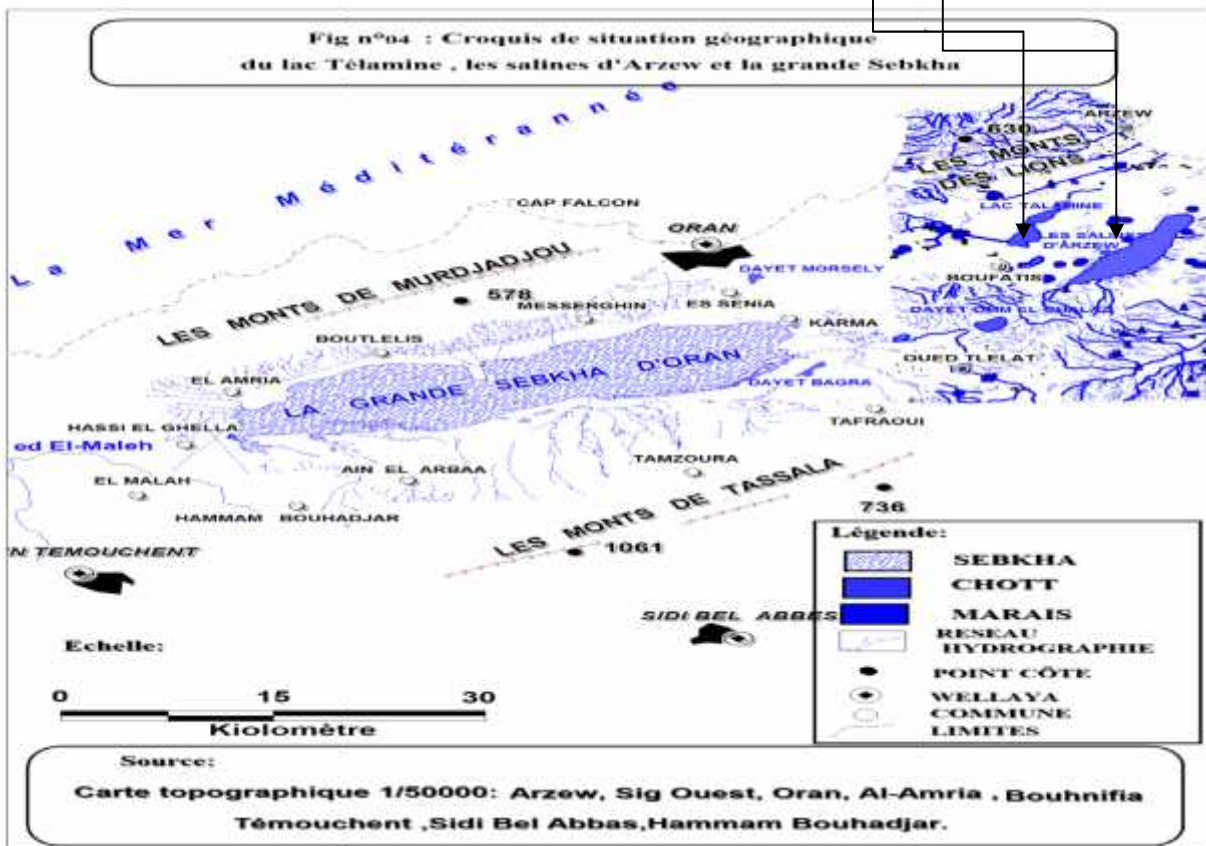 Fig n°04 : Croquis de situation géographique
du lac Télamine , les salines d'Arzew et la grande Sebkha
La Mer Méditérannée
ARZEW
630
LES MONTS
DES LIONS
LAC TALAMINE
CAP FALCON
ORAN
LES SALINES
D'ARZEW
BOUFATIS
DAYET MORSELY
LES MONTS DE MURDJADJOU
578
MESSERGHIN
ES SENIA
KARMA
BOUTLELIS
OUED TLELAT
EL AMRIA
LA GRANDE SEBKHA D'ORAN
DAYET BAGRA
TAFRAOUI
HASSI EL GHELLA
ed El-Maleh
AIN EL ARBAA
TAMZOURA
EL MALAH
HAMMAM BOUHADJAR
LES MONTS DE TASSALA
736
1061
N TEMOUCHENT
SIDI BEL ABBES
Légende:
SEBKHA
CHOTT
MARAIS
RESEAU
HYDROGRAPHIE
POINT CÔTE
WELLAYA
COMMUNE
LIMITES
Echelle:
0 15 30
Kiolomètre
Source:
Carte topographique 1/50000: Arzew, Sig Ouest, Oran, Al-Amria , Bouhnifia
Témouchent ,Sidi Bel Abbas,Hammam Bouhadjar.